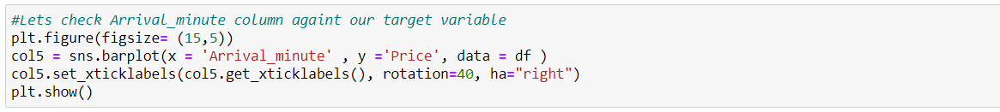 #Lets check Arrival_minute column againt our target variable
plt.figure(figsize= (15,5))
col5 = sns.barplot(x = 'Arrival_minute' , y ='Price', data = df )
col5.set_xticklabels(col5.get_xticklabels(), rotation=40, ha="right")
plt.show()